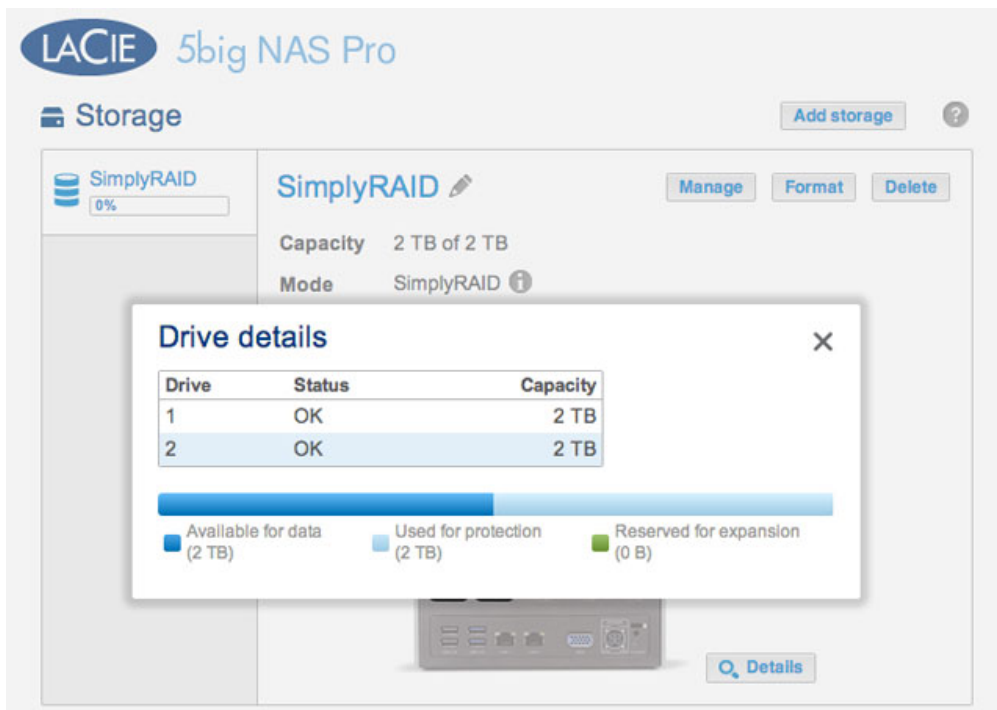 LACIE 5big NAS Pro
Storage
Add storage
?
SimplyRAID
0%
SimplyRAID
Manage
Format
Delete
Capacity 2 TB of 2 TB
Mode SimplyRAID
Drive details
Drive Status Capacity
1 OK 2 TB
2 OK 2 TB
Available for data
(2 TB)
Used for protection
(2 TB)
Reserved for expansion
(0 B)
Details